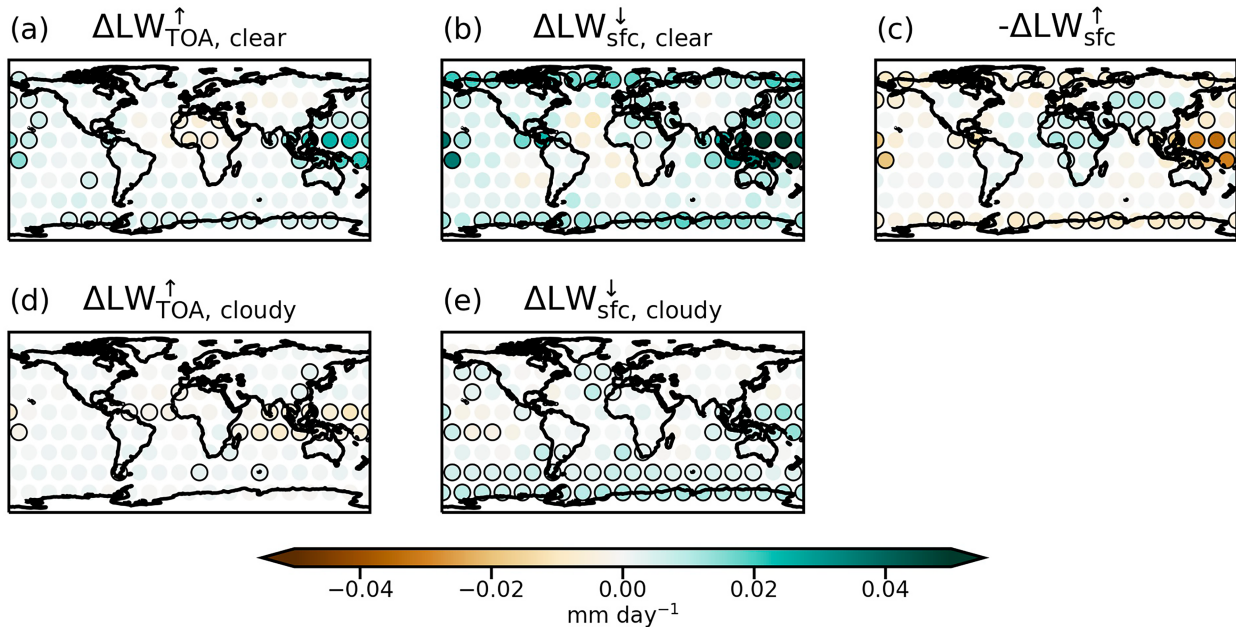 (a) ΔLW↑TOA, clear
(b) ΔLW↓sfc, clear
(c) -ΔLW↑sfc
(d) ΔLW↑TOA, cloudy
(e) ΔLW↓sfc, cloudy
−0.04 −0.02 0.00 0.02 0.04
mm day⁻¹